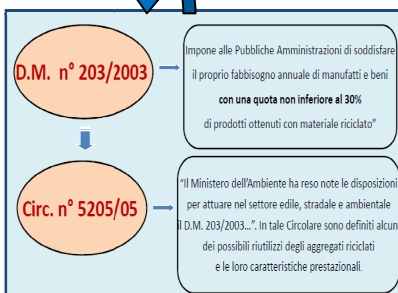 D.M. n° 203/2003
Impone alle Pubbliche Amministrazioni di soddisfare
il proprio fabbisogno annuale di manufatti e beni
con una quota non inferiore al 30%
di prodotti ottenuti con materiale riciclato"
Circ. n° 5205/05
"Il Ministero dell'Ambiente ha reso note le disposizioni
per attuare nel settore edile, stradale e ambientale
il D.M. 203/2003...". In tale Circolare sono definiti alcun
dei possibili riutilizzi degli aggregati riciclati
e le loro caratteristiche prestazionali.